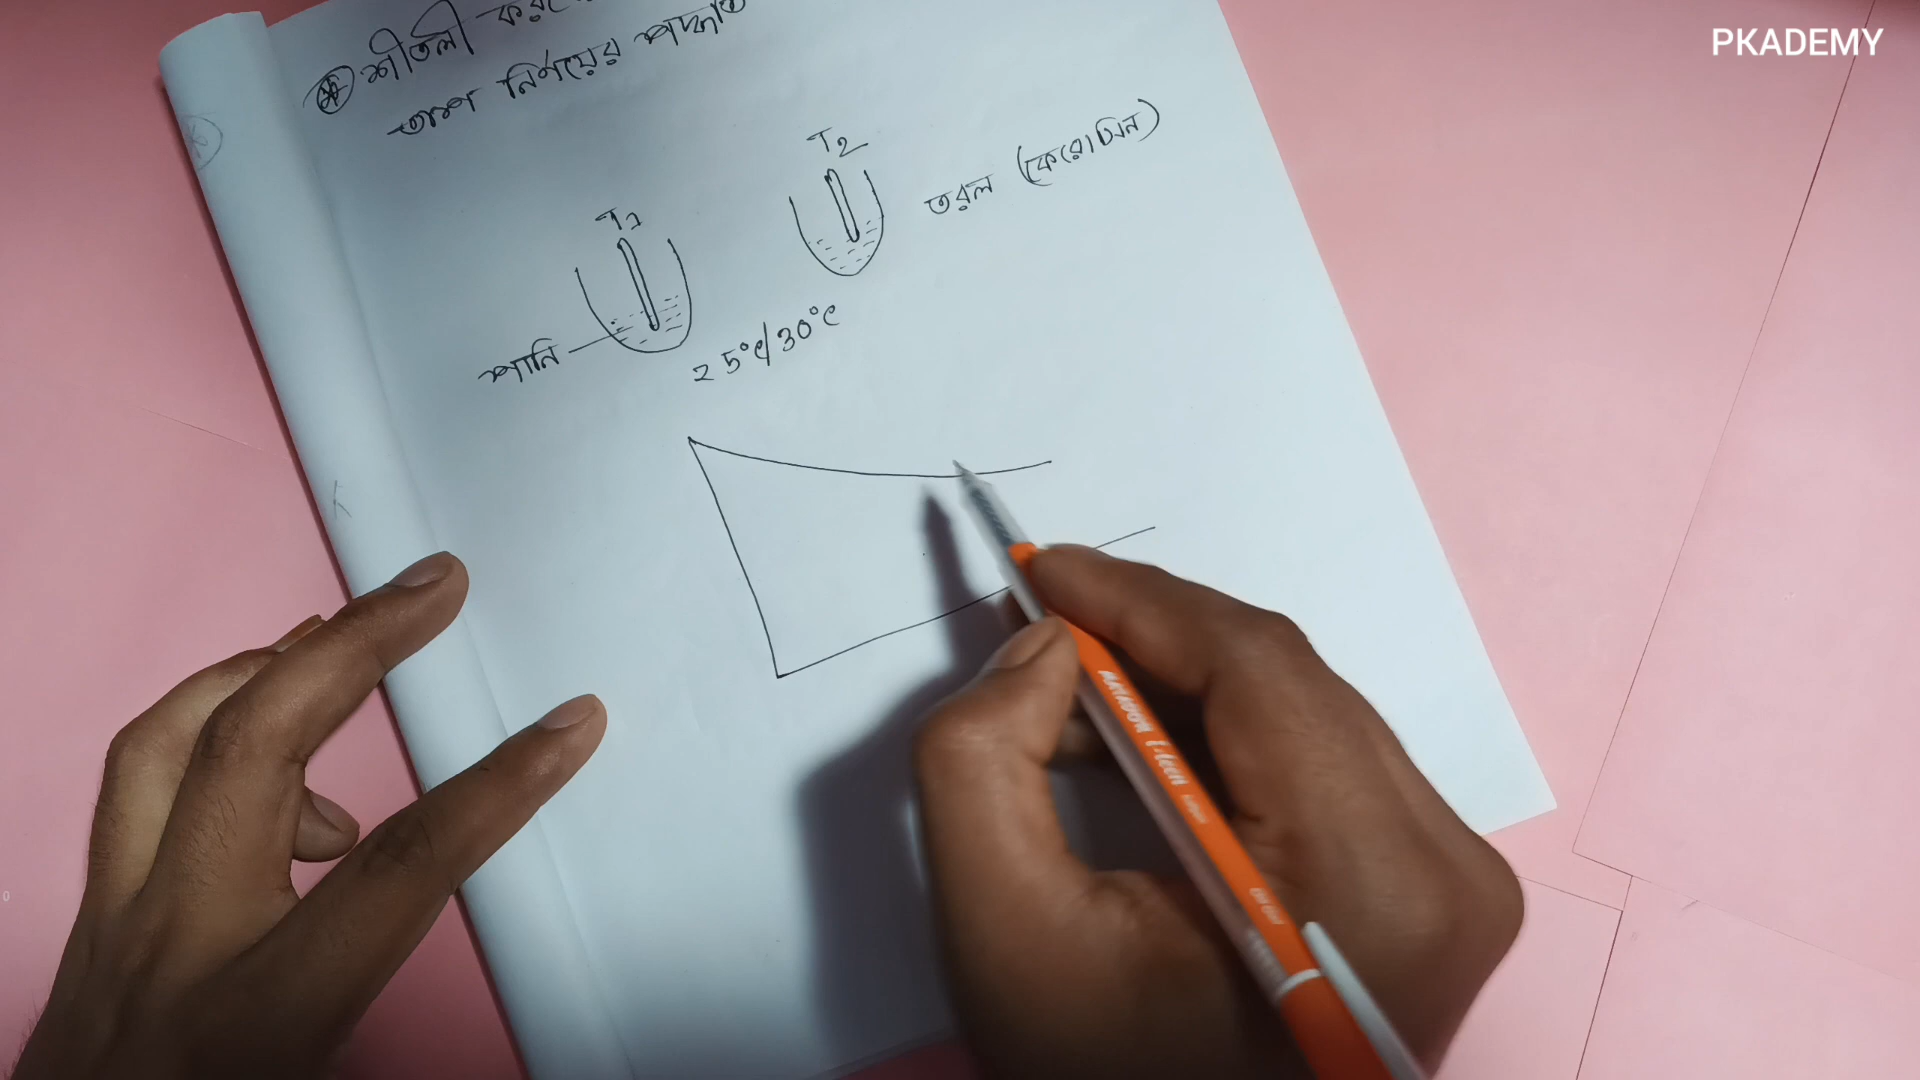 PKADEMY
শীতলী
তাপ নির্ণয়ের পদ্ধতি
T2
তরল (কেরোসিন)
T1
পানি
25°C/30°C